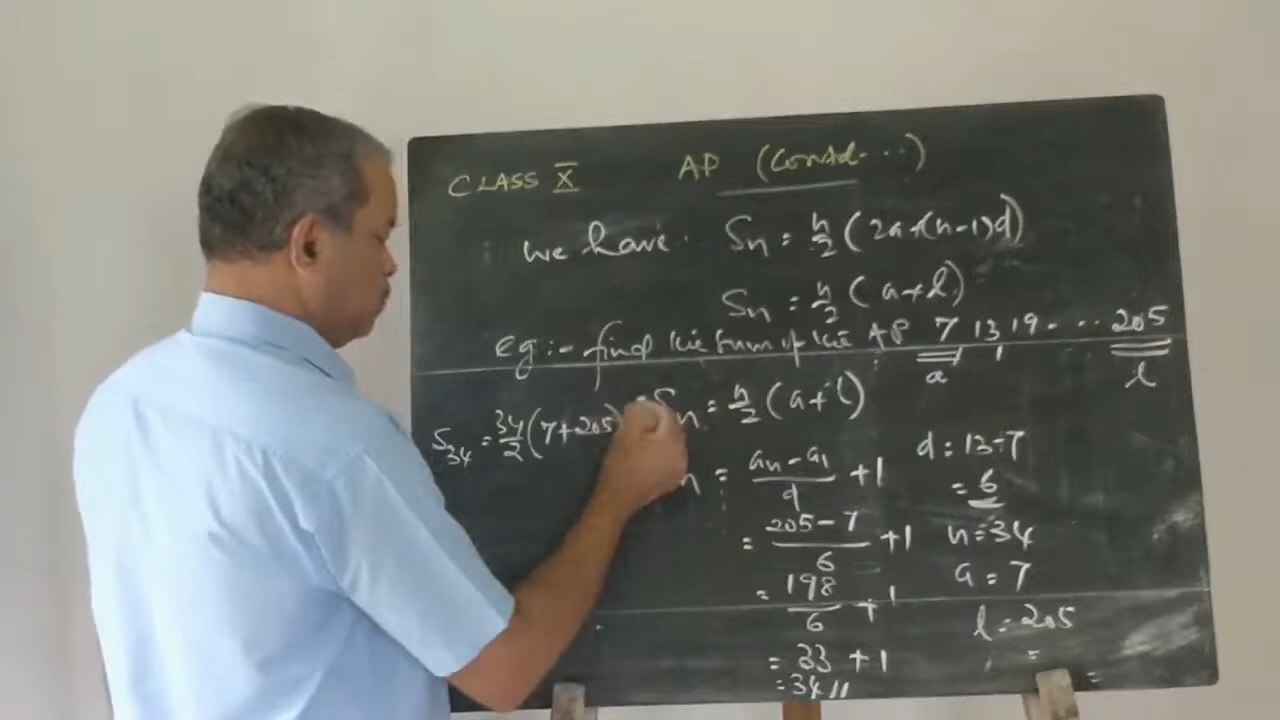 CLASS X AP (Contd...)
we have. Sn = n/2 (2a+(n-1)d)
Sn = n/2 (a+l)
eg:- find the sum of the AP 7, 13, 19 ... 205
a l
Sn = n/2 (a+l)
S34 = 34/2 (7+205)
n = an-a1/d +1
= 205-7/6 +1
= 198/6 +1
= 33 +1
= 34//
d = 13-7
= 6
n = 34
a = 7
l = 205